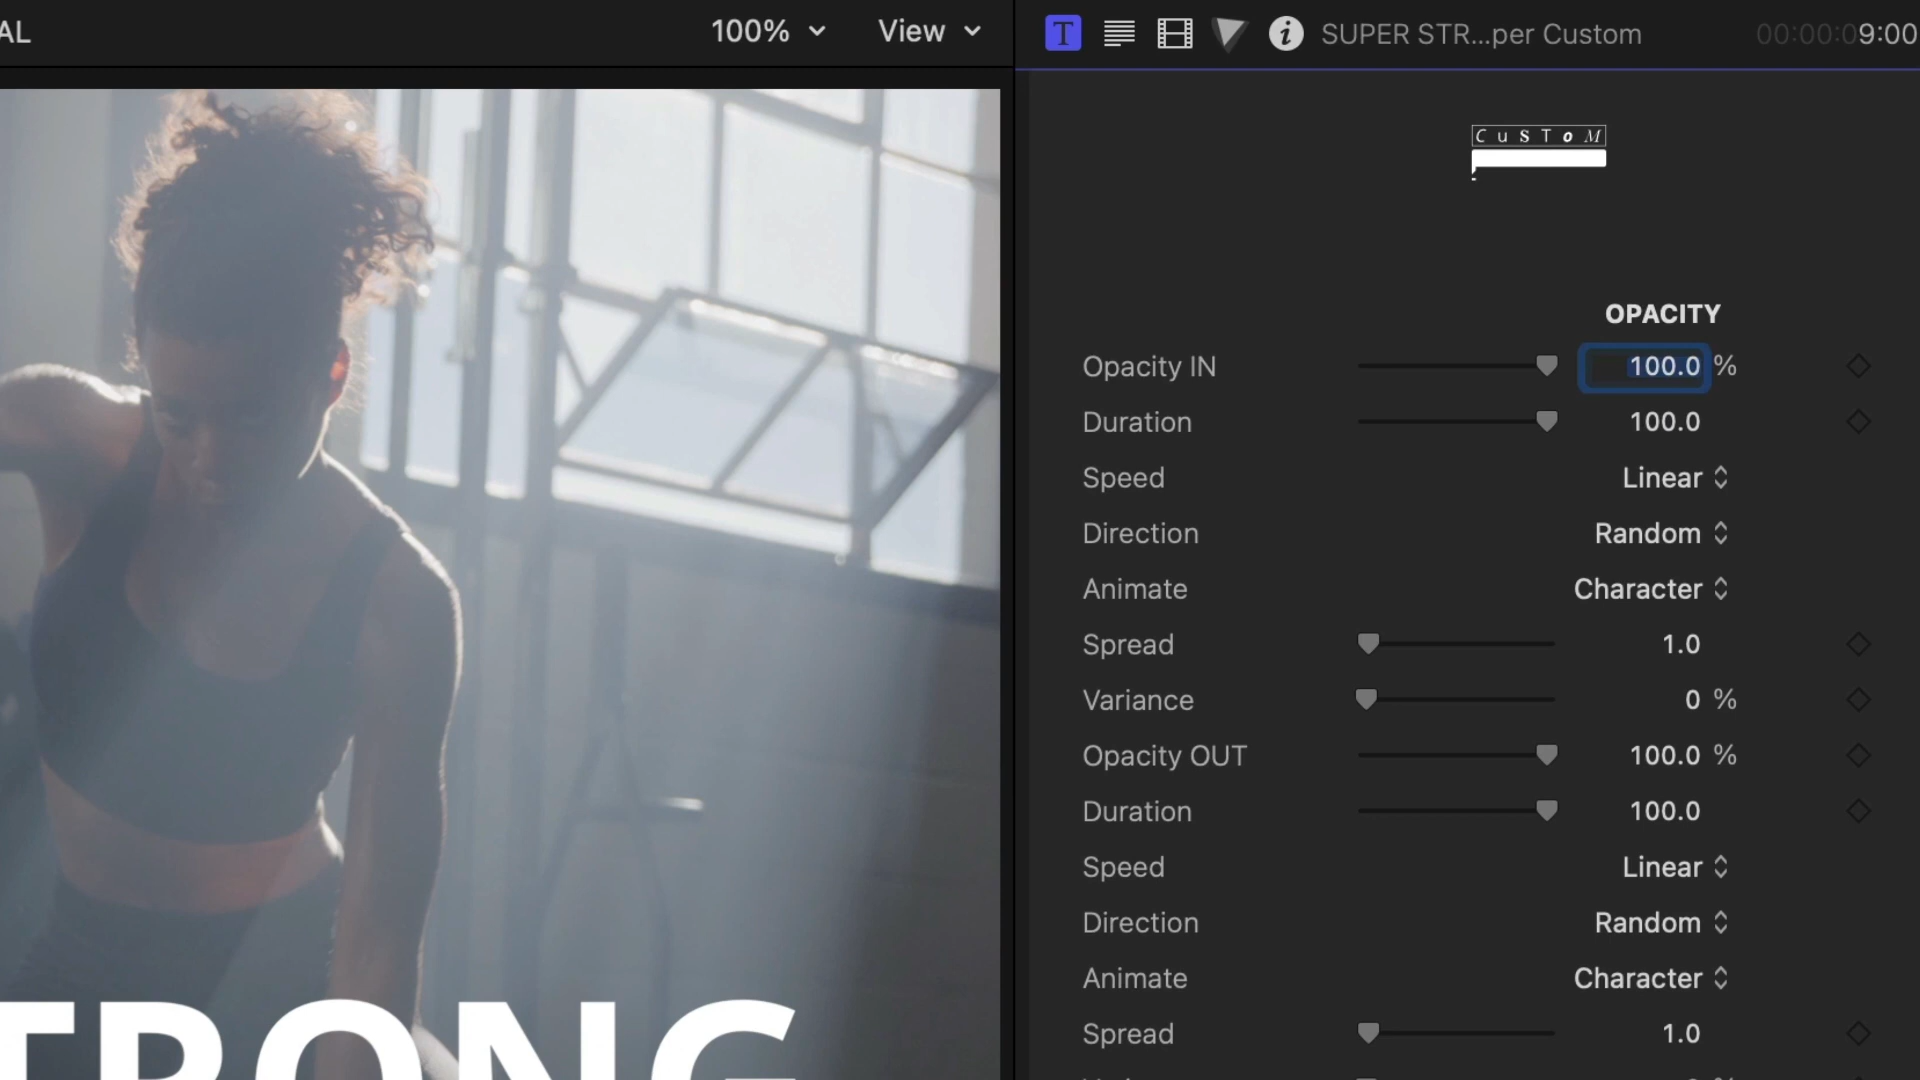 AL
100%
View
T
i
SUPER STR...per Custom
00:00:09:00
CuSToM
OPACITY
Opacity IN
100.0 %
Duration
100.0
Speed
Linear
Direction
Random
Animate
Character
Spread
1.0
Variance
0 %
Opacity OUT
100.0 %
Duration
100.0
Speed
Linear
Direction
Random
Animate
Character
Spread
1.0
TRONG